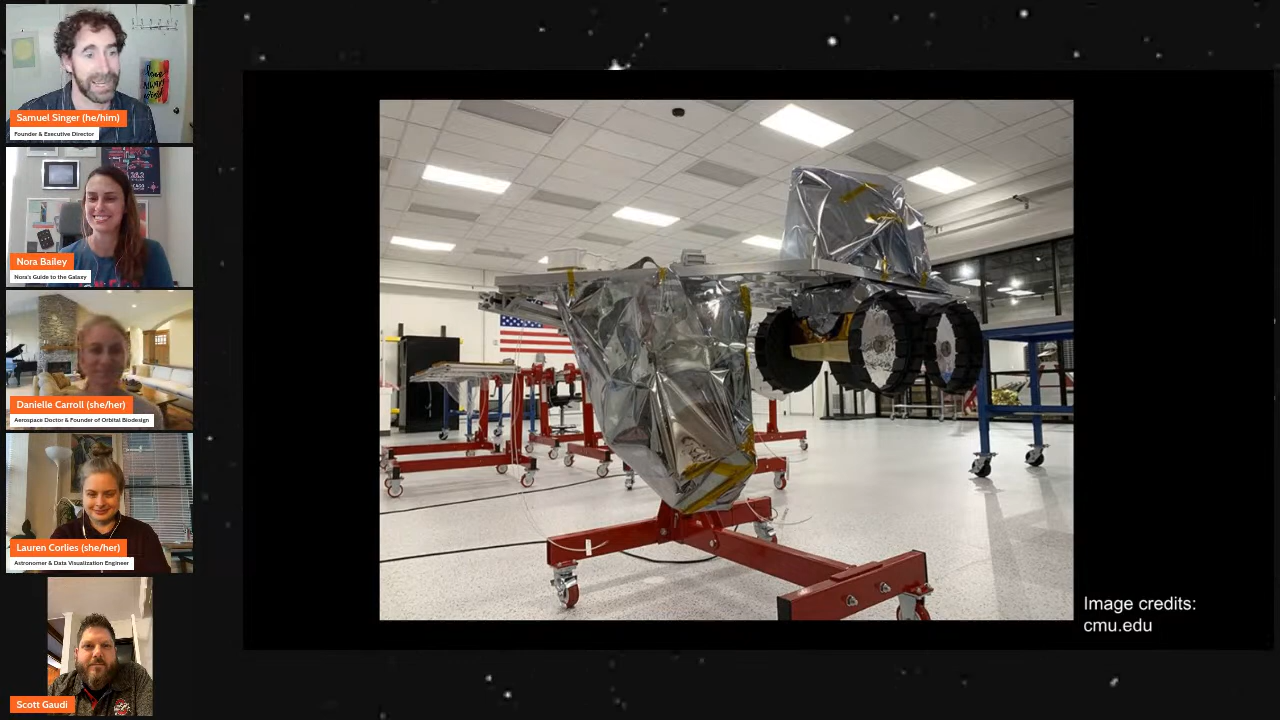 Samuel Singer (he/him)
Founder & Executive Director
Nora Bailey
Nora's Guide to the Galaxy
Danielle Carroll (she/her)
Aerospace Doctor & Founder of Orbital Biodesign
Lauren Corlies (she/her)
Astronomer & Data Visualization Engineer
Scott Gaudi
Image credits:
cmu.edu